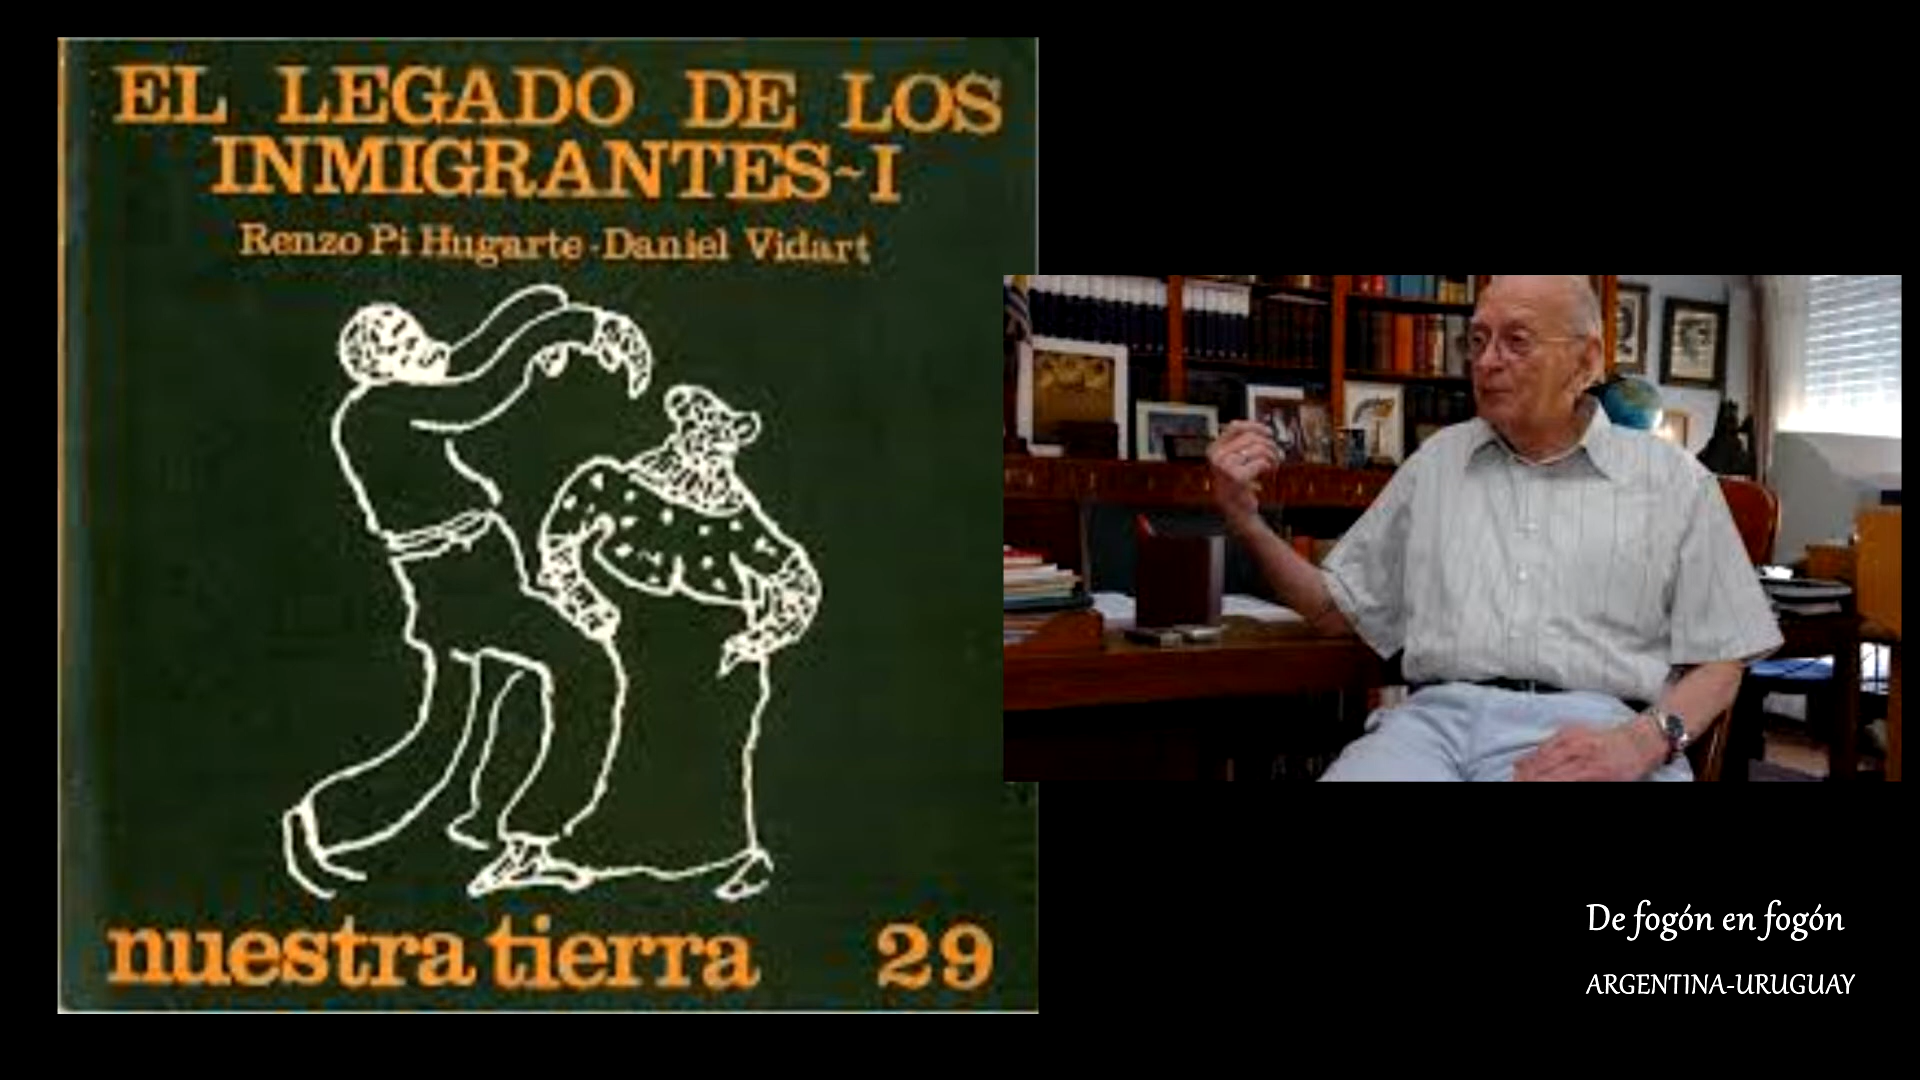 EL LEGADO DE LOS
INMIGRANTES~I
Renzo Pi Hugarte-Daniel Vidart
nuestra tierra 29
De fogón en fogón
ARGENTINA-URUGUAY